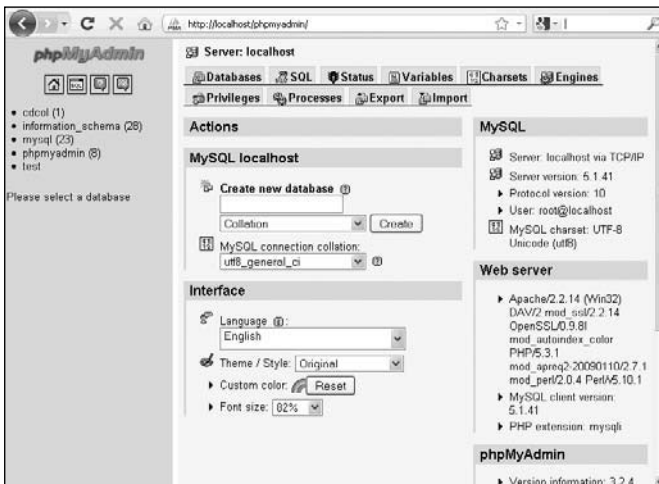 http://localhost/phpmyadmin/
phpMyAdmin
cdcol (1)
information_schema (28)
mysql (23)
phpmyadmin (8)
test
Please select a database
Server: localhost
Databases SQL Status Variables Charsets Engines
Privileges Processes Export Import
Actions
MySQL localhost
Create new database
Collation Create
MySQL connection collation:
utf8_general_ci
Interface
Language :
English
Theme / Style: Original
Custom color: Reset
Font size: 82%
MySQL
Server: localhost via TCP/IP
Server version: 5.1.41
Protocol version: 10
User: root@localhost
MySQL charset: UTF-8
Unicode (utf8)
Web server
Apache/2.2.14 (Win32)
DAV/2 mod_ssl/2.2.14
OpenSSL/0.9.8l
mod_autoindex_color
PHP/5.3.1
mod_apreq2-20090110/2.7.1
mod_perl/2.0.4 Perl/v5.10.1
MySQL client version:
5.1.41
PHP extension: mysqli
phpMyAdmin
Version information: 3.2.4